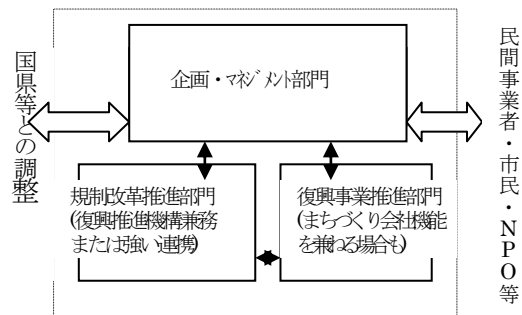 国県等との調整
企画・マネジメント部門
規制改革推進部門
(復興推進機構兼務
または強い連携)
復興事業推進部門
(まちづくり会社機能
を兼ねる場合も)
民間事業者・市民・NPO等